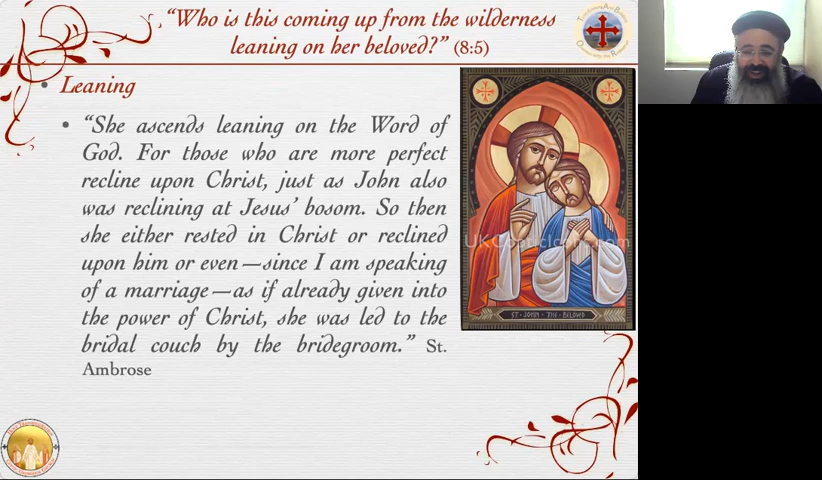 “Who is this coming up from the wilderness
leaning on her beloved?” (8:5)
• Leaning
• “She ascends leaning on the Word of
God. For those who are more perfect
recline upon Christ, just as John also
was reclining at Jesus’ bosom. So then
she either rested in Christ or reclined
upon him or even—since I am speaking
of a marriage—as if already given into
the power of Christ, she was led to the
bridal couch by the bridegroom.” St.
Ambrose
UKCopticIcons.com
ST · JOHN · THE · BELOVED